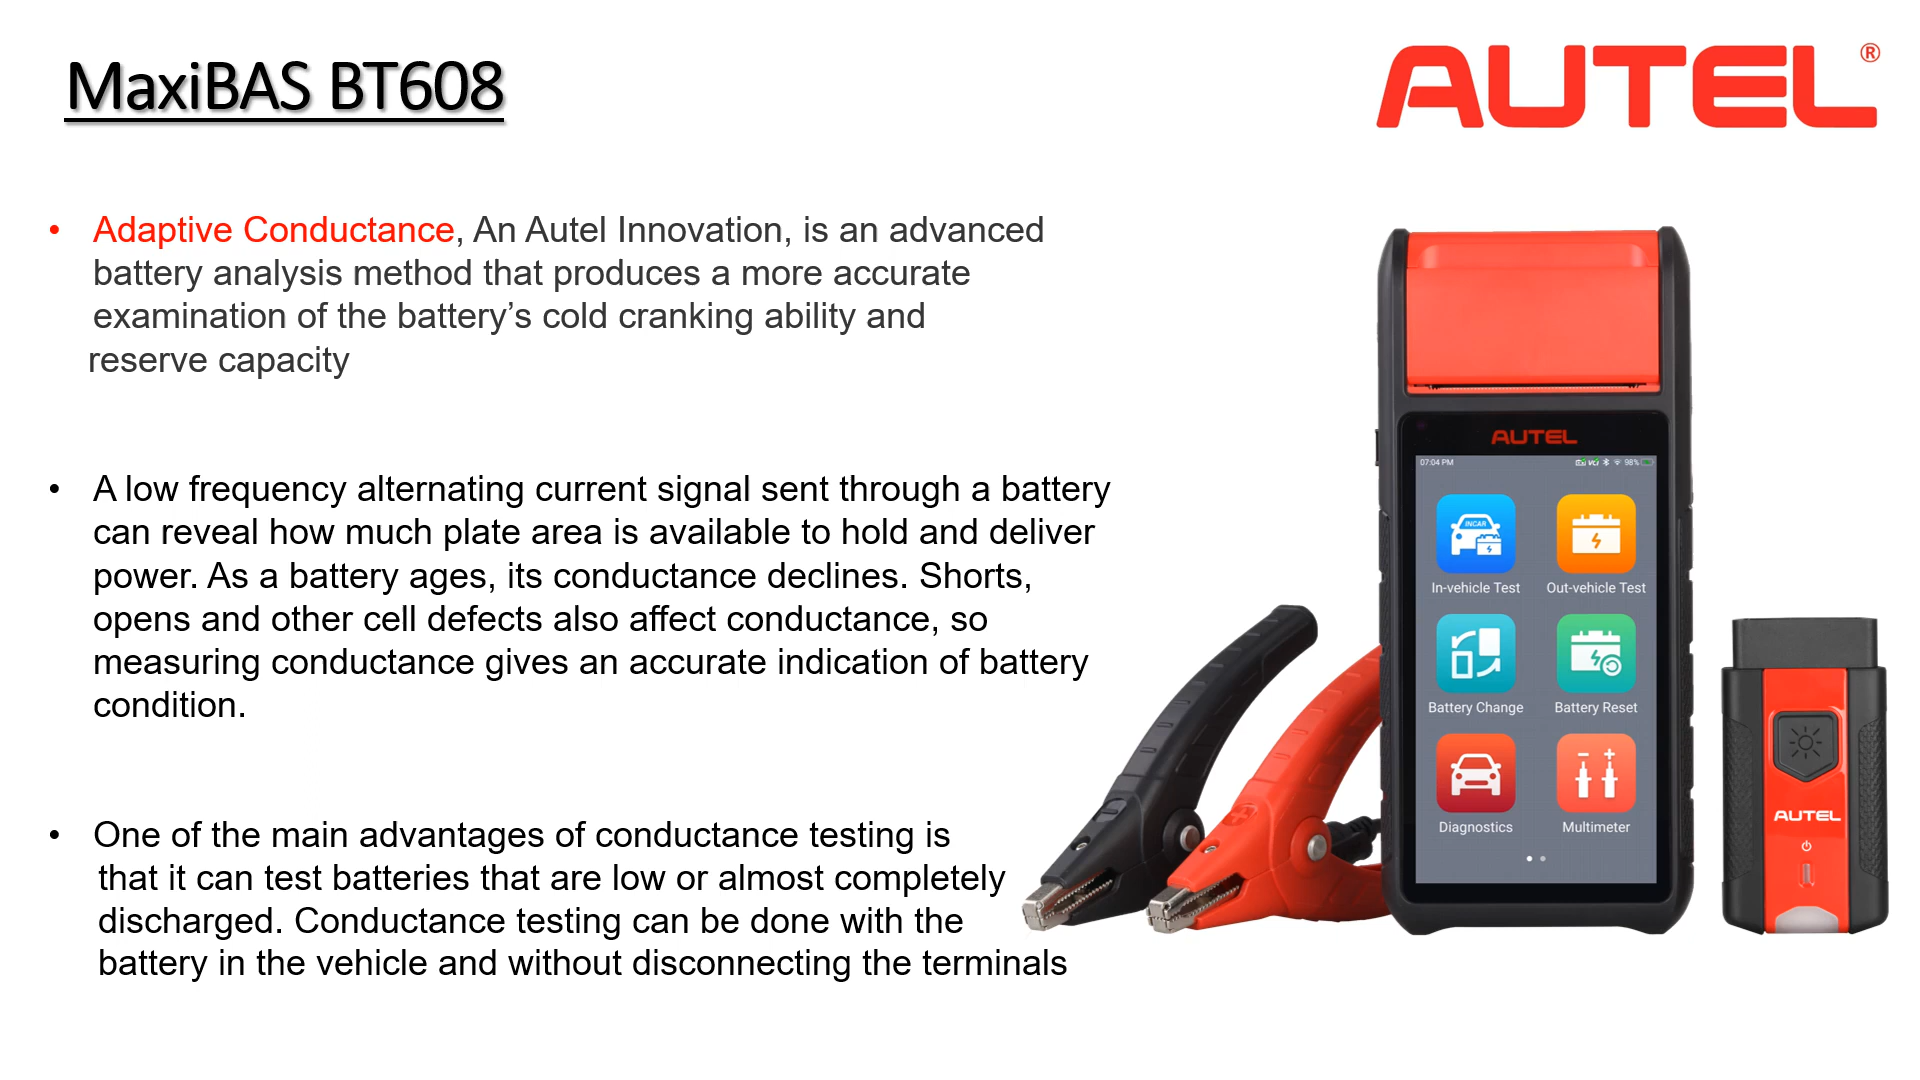 MaxiBAS BT608
AUTEL®
• Adaptive Conductance, An Autel Innovation, is an advanced
battery analysis method that produces a more accurate
examination of the battery’s cold cranking ability and
reserve capacity
• A low frequency alternating current signal sent through a battery
can reveal how much plate area is available to hold and deliver
power. As a battery ages, its conductance declines. Shorts,
opens and other cell defects also affect conductance, so
measuring conductance gives an accurate indication of battery
condition.
• One of the main advantages of conductance testing is
that it can test batteries that are low or almost completely
discharged. Conductance testing can be done with the
battery in the vehicle and without disconnecting the terminals
AUTEL
07:04 PM VCI 98%
INCAR
In-vehicle Test Out-vehicle Test
Battery Change Battery Reset
Diagnostics Multimeter
AUTEL